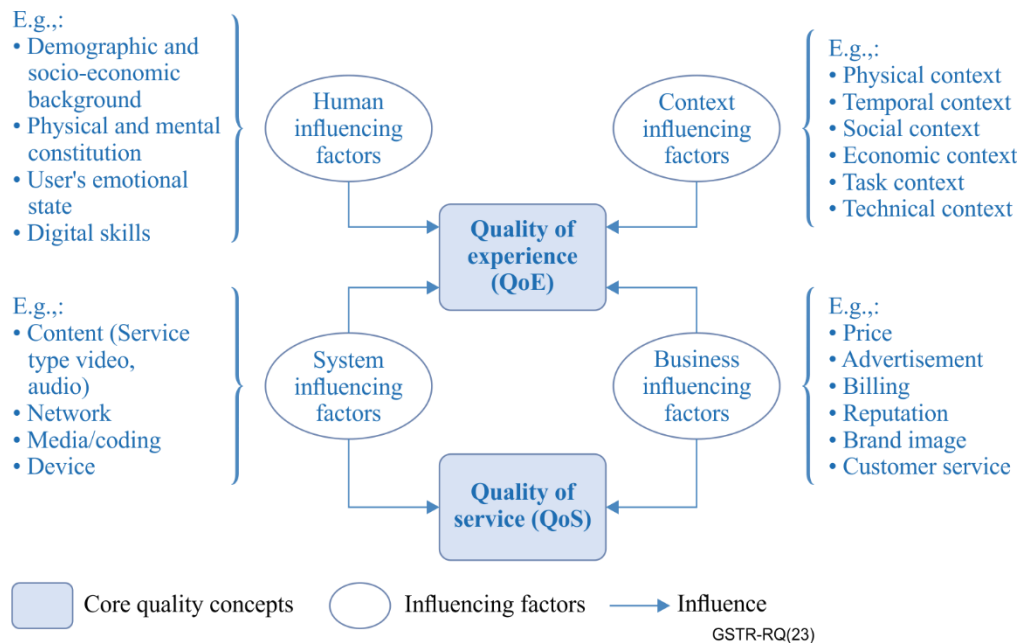 E.g.,:
• Demographic and
socio-economic
background
• Physical and mental
constitution
• User's emotional
state
• Digital skills
Human
influencing
factors
Context
influencing
factors
E.g.,:
• Physical context
• Temporal context
• Social context
• Economic context
• Task context
• Technical context
Quality of
experience
(QoE)
E.g.,:
• Content (Service
type video,
audio)
• Network
• Media/coding
• Device
System
influencing
factors
Business
influencing
factors
E.g.,:
• Price
• Advertisement
• Billing
• Reputation
• Brand image
• Customer service
Quality of
service (QoS)
Core quality concepts
Influencing factors
Influence
GSTR-RQ(23)